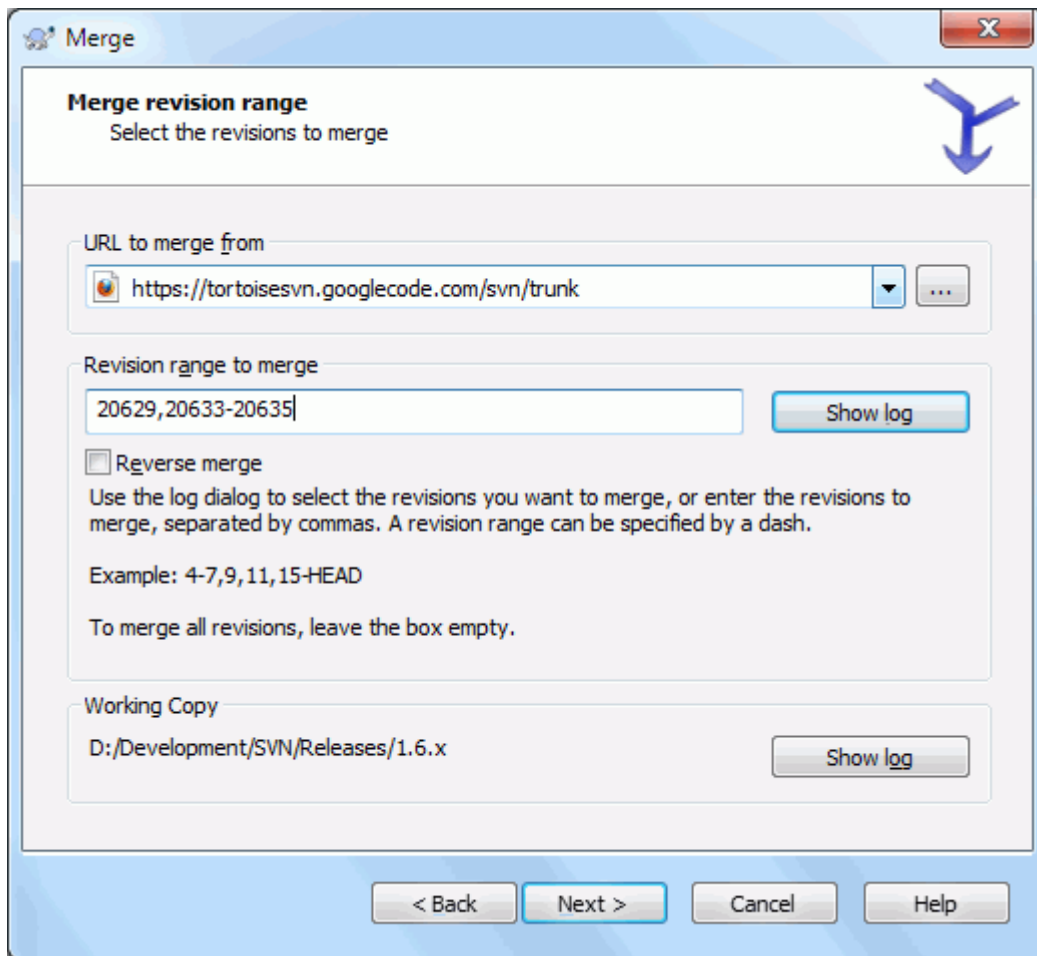 Merge
X
Merge revision range
Select the revisions to merge
URL to merge from
https://tortoisesvn.googlecode.com/svn/trunk
...
Revision range to merge
20629,20633-20635
Show log
Reverse merge
Use the log dialog to select the revisions you want to merge, or enter the revisions to
merge, separated by commas. A revision range can be specified by a dash.
Example: 4-7,9,11,15-HEAD
To merge all revisions, leave the box empty.
Working Copy
D:/Development/SVN/Releases/1.6.x
Show log
< Back
Next >
Cancel
Help